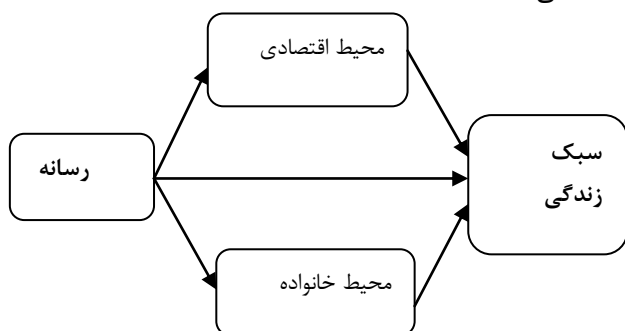 محیط اقتصادی
رسانه
سبک
زندگی
محیط خانواده